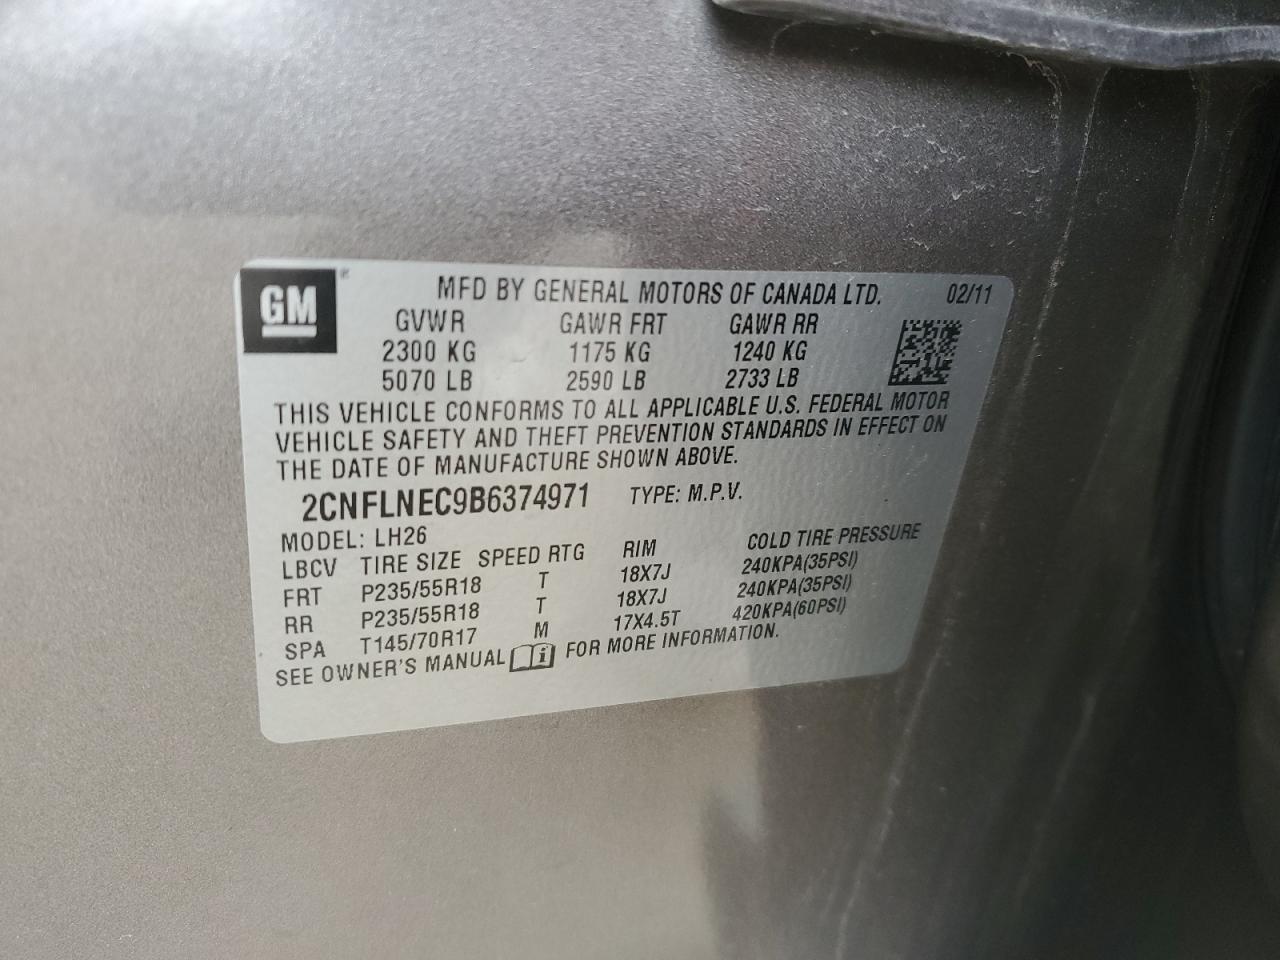 GM
MFD BY GENERAL MOTORS OF CANADA LTD. 02/11
GVWR GAWR FRT GAWR RR
2300 KG 1175 KG 1240 KG
5070 LB 2590 LB 2733 LB
THIS VEHICLE CONFORMS TO ALL APPLICABLE U.S. FEDERAL MOTOR
VEHICLE SAFETY AND THEFT PREVENTION STANDARDS IN EFFECT ON
THE DATE OF MANUFACTURE SHOWN ABOVE.
2CNFLNEC9B6374971 TYPE: M.P.V.
MODEL: LH26
LBCV TIRE SIZE SPEED RTG RIM COLD TIRE PRESSURE
FRT P235/55R18 T 18X7J 240KPA(35PSI)
RR P235/55R18 T 18X7J 240KPA(35PSI)
SPA T145/70R17 M 17X4.5T 420KPA(60PSI)
SEE OWNER'S MANUAL i FOR MORE INFORMATION.